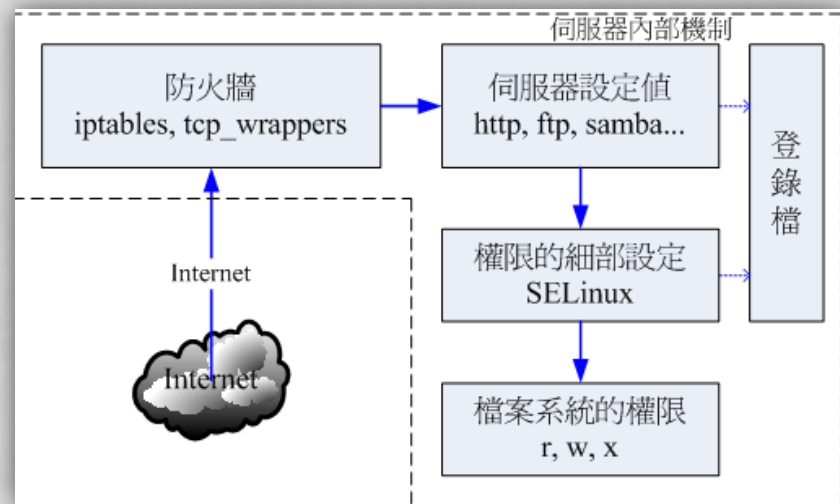 伺服器內部機制
防火牆
iptables, tcp_wrappers
伺服器設定值
http, ftp, samba...
登
錄
檔
Internet
權限的細部設定
SELinux
Internet
檔案系統的權限
r, w, x